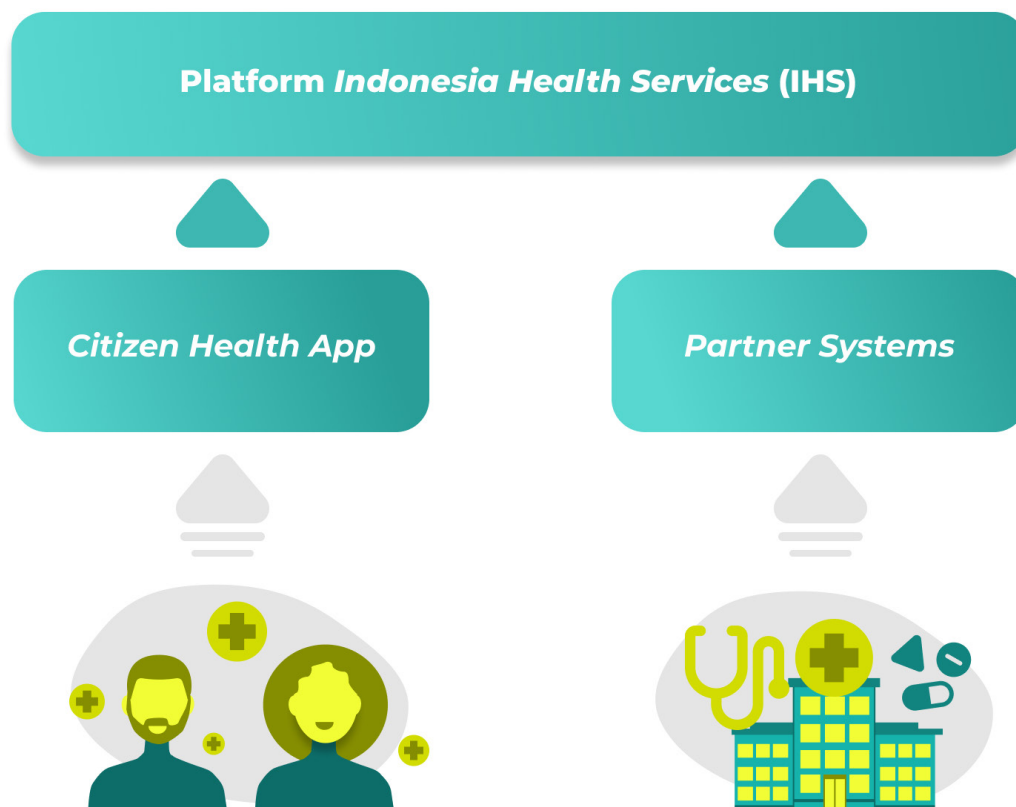 Platform Indonesia Health Services (IHS)
Citizen Health App
Partner Systems